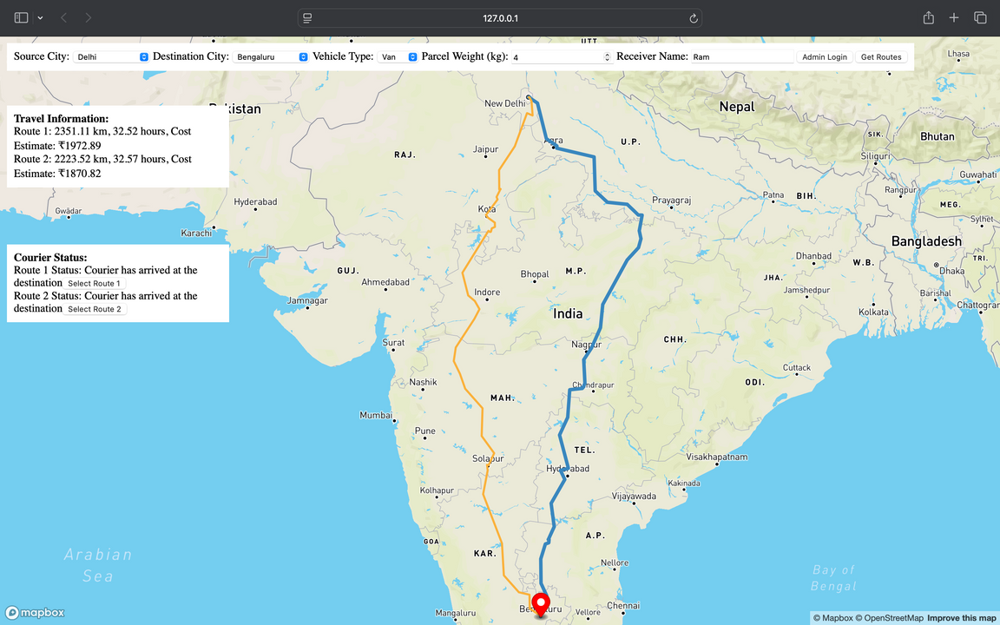 127.0.0.1
Source City: Delhi Destination City: Bengaluru Vehicle Type: Van Parcel Weight (kg): 4 Receiver Name: Ram Admin Login Get Routes
Travel Information:
Route 1: 2351.11 km, 32.52 hours, Cost
Estimate: ₹1972.89
Route 2: 2223.52 km, 32.57 hours, Cost
Estimate: ₹1870.82
Courier Status:
Route 1 Status: Courier has arrived at the
destination Select Route 1
Route 2 Status: Courier has arrived at the
destination Select Route 2
UTT.
Lhasa
New Delhi
Nepal
SIK.
Bhutan
U.P.
Jaipur
RAJ.
Siliguri
Guwahati
Rangpur
Patna
BIH.
Prayagraj
Hyderabad
Gwādar
Kota
MEG.
Sylhet
Karachi
Bangladesh
Dhanbad
W.B.
TRI.
GUJ.
Bhopal
M.P.
Dhaka
JHA.
Ahmedabad
Jamshedpur
Barishal
Indore
Jamnagar
Chattogram
Kolkata
India
CHH.
Surat
Nagpur
Cuttack
Nashik
Chandrapur
ODI.
MAH.
Mumbai
Pune
TEL.
Visakhapatnam
Solapur
Hyderabad
Kakinada
Kolhapur
Vijayawada
A.P.
GOA
KAR.
Arabian
Sea
Nellore
Bay of
Bengal
Bengaluru
Chennai
Mangaluru
Vellore
mapbox
© Mapbox © OpenStreetMap Improve this map